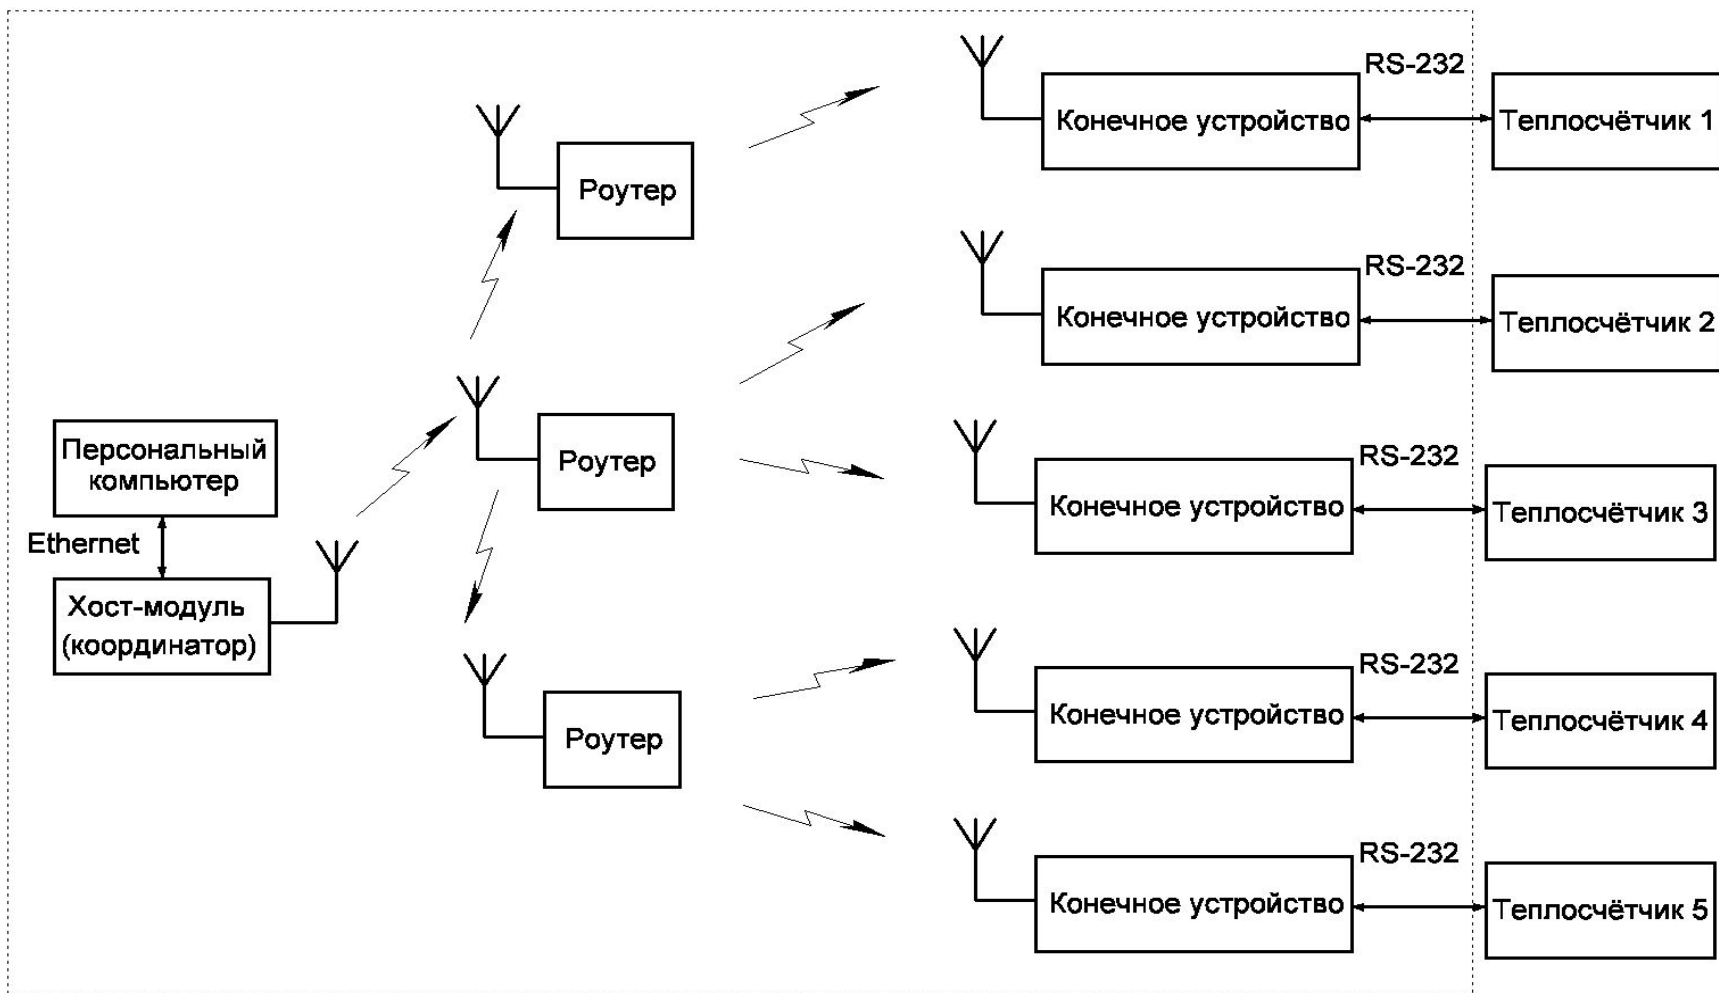 RS-232
Конечное устройство
Теплосчётчик 1
Роутер
RS-232
Конечное устройство
Теплосчётчик 2
Персональный
компьютер
Ethernet
Хост-модуль
(координатор)
Роутер
RS-232
Конечное устройство
Теплосчётчик 3
Роутер
RS-232
Конечное устройство
Теплосчётчик 4
RS-232
Конечное устройство
Теплосчётчик 5